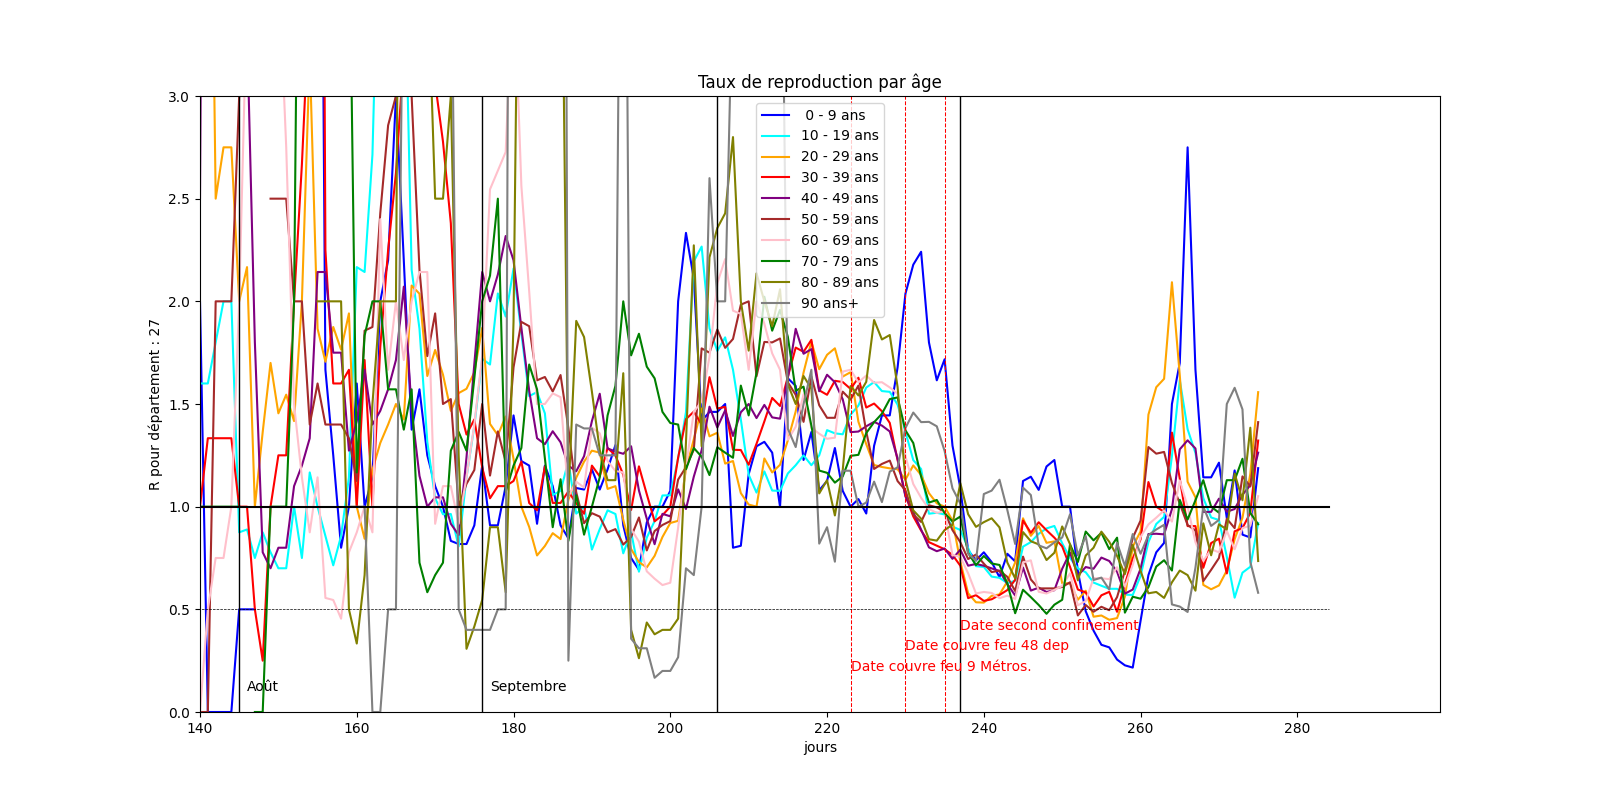 Taux de reproduction par âge
R pour département : 27
3.0
2.5
2.0
1.5
1.0
0.5
0.0
0 - 9 ans
10 - 19 ans
20 - 29 ans
30 - 39 ans
40 - 49 ans
50 - 59 ans
60 - 69 ans
70 - 79 ans
80 - 89 ans
90 ans+
Date second confinement
Date couvre feu 48 dep
Date couvre feu 9 Métros.
Août
Septembre
140 160 180 200 220 240 260 280
jours